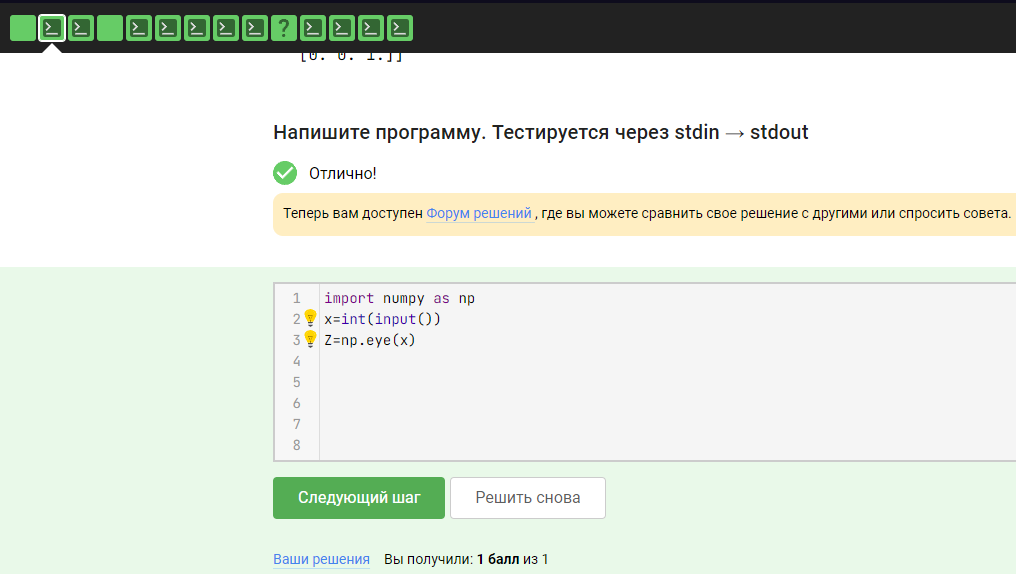 ?
[0. 0. 1.]]
Напишите программу. Тестируется через stdin → stdout
Отлично!
Теперь вам доступен Форум решений , где вы можете сравнить свое решение с другими или спросить совета.
1 import numpy as np
2 x=int(input())
3 Z=np.eye(x)
4
5
6
7
8
Следующий шаг Решить снова
Ваши решения Вы получили: 1 балл из 1